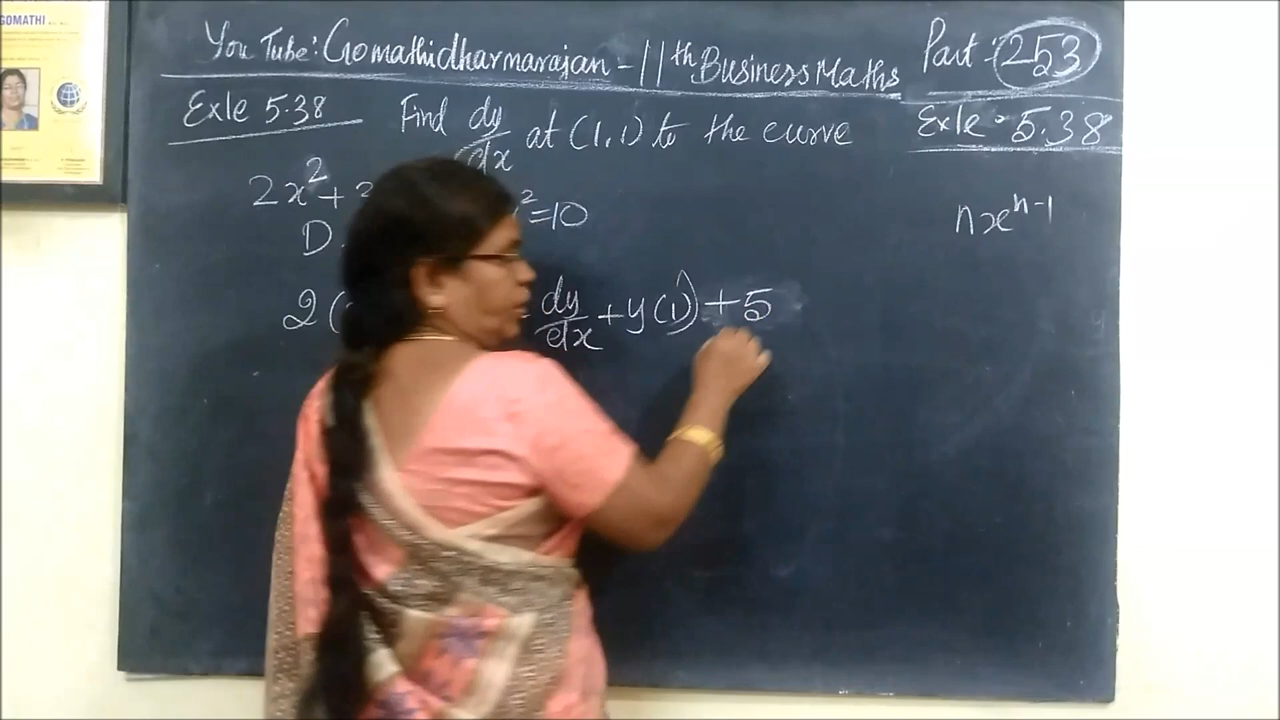 GOMATHI
You Tube: Gomathidharmarajan - 11th Business Maths
Part : 253
Exle 5.38
Find dy/dx at (1,1) to the curve
Exle : 5.38
2x²+ ²=10
nxⁿ⁻¹
D.
2( dy/dx +y(1)) +5